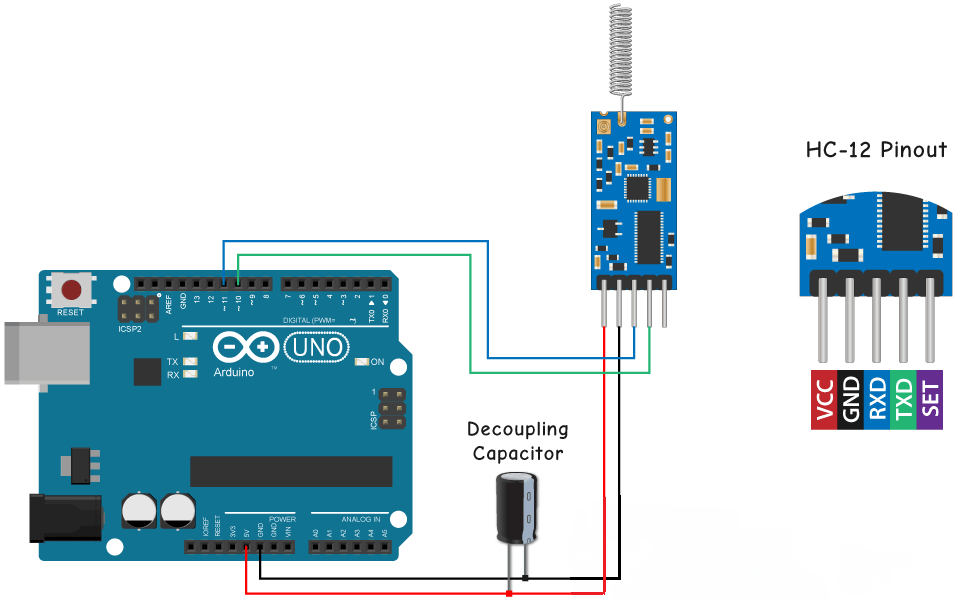 HC-12 Pinout
VCC
GND
RXD
TXD
SET
RESET
ICSP2
AREF
GND
13
12
~11
~10
~9
8
7
~6
~5
4
~3
2
TX0 ▶ 1
RX0 ◀ 0
DIGITAL (PWM=
L
TX
RX
UNO
Arduino
TM
ON
1
ICSP
Decoupling
Capacitor
POWER
ANALOG IN
IOREF
RESET
3V3
5V
GND
GND
VIN
A0
A1
A2
A3
A4
A5